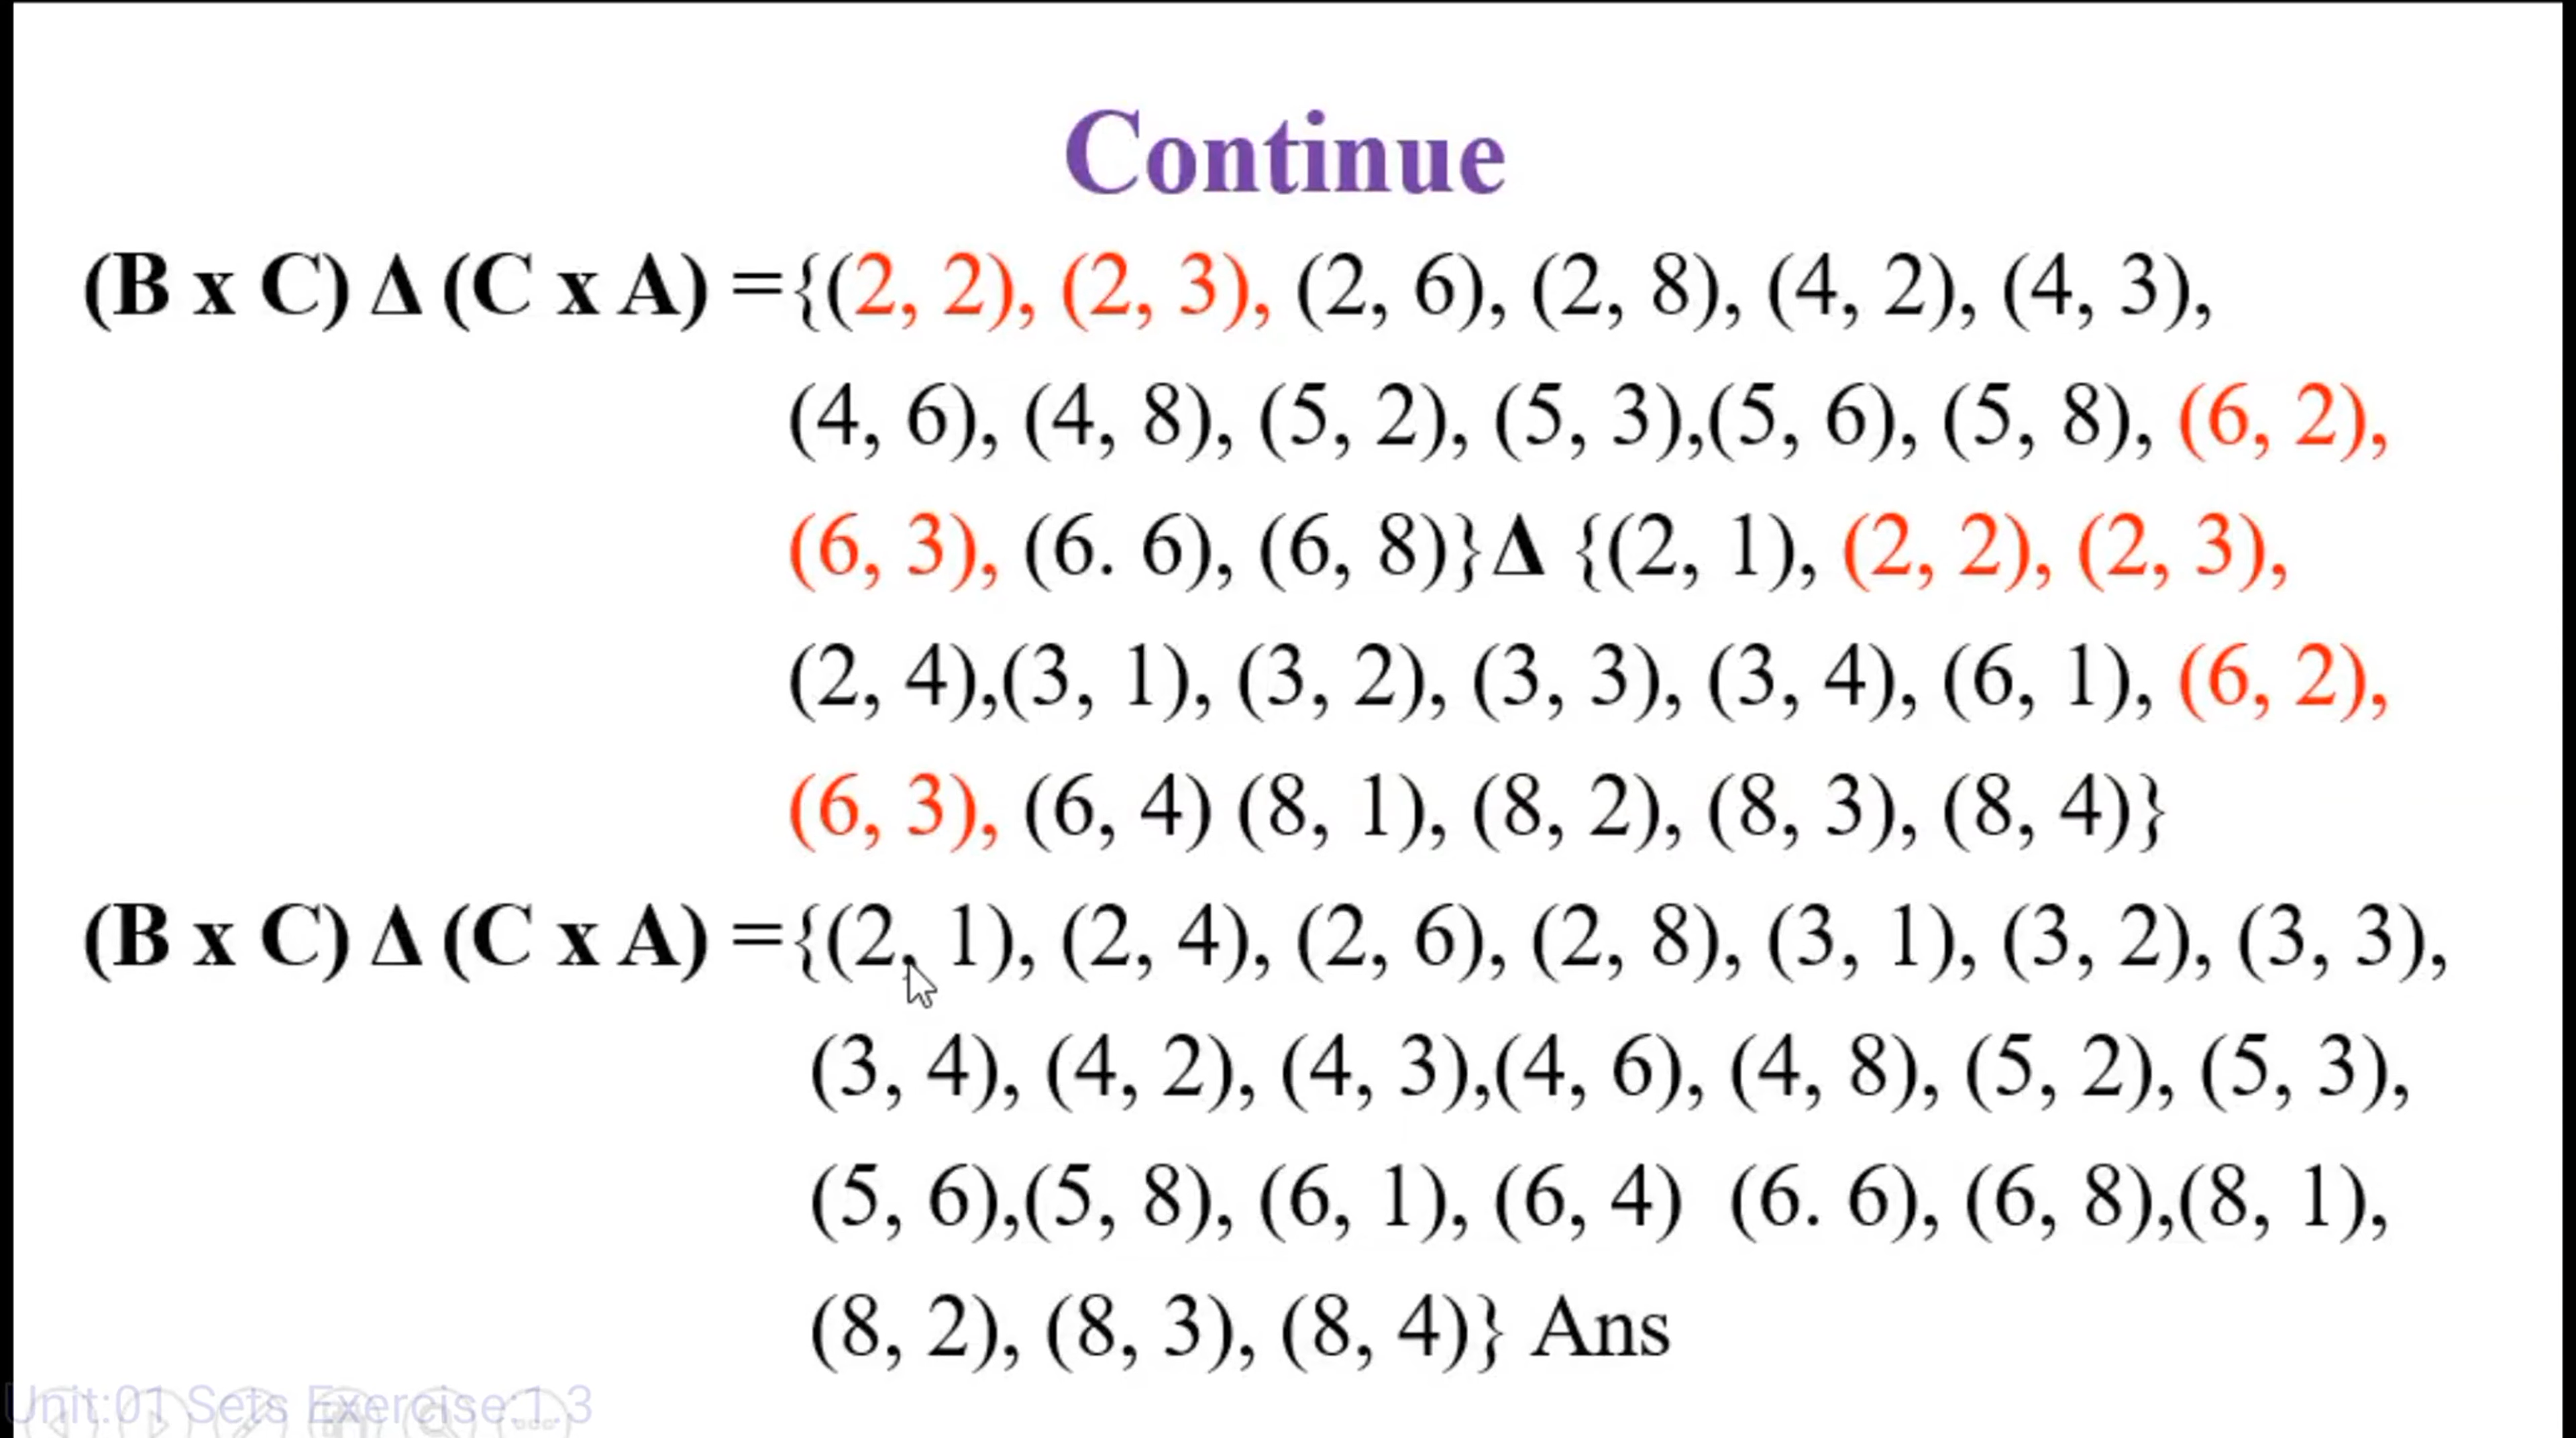 Continue
(B x C) Δ (C x A) ={(2, 2), (2, 3), (2, 6), (2, 8), (4, 2), (4, 3),
(4, 6), (4, 8), (5, 2), (5, 3),(5, 6), (5, 8), (6, 2),
(6, 3), (6. 6), (6, 8)}Δ {(2, 1), (2, 2), (2, 3),
(2, 4),(3, 1), (3, 2), (3, 3), (3, 4), (6, 1), (6, 2),
(6, 3), (6, 4) (8, 1), (8, 2), (8, 3), (8, 4)}
(B x C) Δ (C x A) ={(2, 1), (2, 4), (2, 6), (2, 8), (3, 1), (3, 2), (3, 3),
(3, 4), (4, 2), (4, 3),(4, 6), (4, 8), (5, 2), (5, 3),
(5, 6),(5, 8), (6, 1), (6, 4) (6. 6), (6, 8),(8, 1),
(8, 2), (8, 3), (8, 4)} Ans
Unit:01 Sets Exercise:1.3